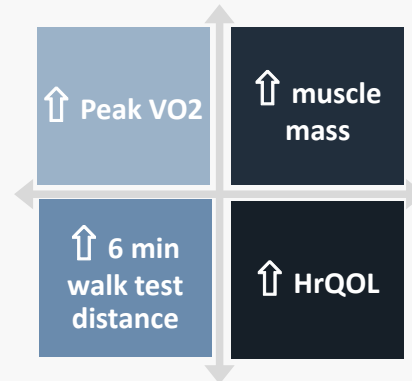 ⇧ Peak VO2
⇧ muscle
mass
⇧ 6 min
walk test
distance
⇧ HrQOL